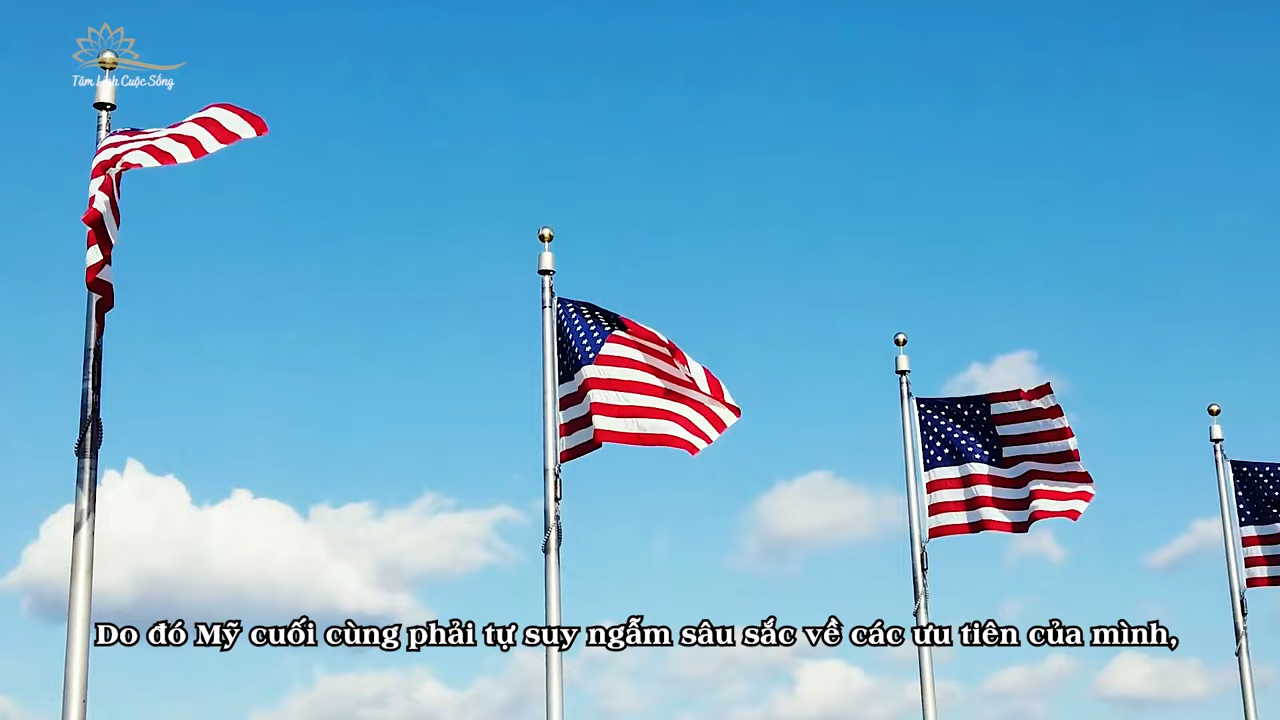 Tâm Linh Cuộc Sống
Do đó Mỹ cuối cùng phải tự suy ngẫm sâu sắc về các ưu tiên của mình,